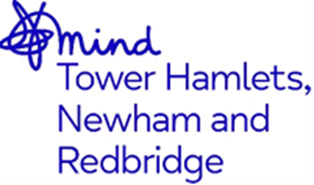 mind
Tower Hamlets,
Newham and
Redbridge